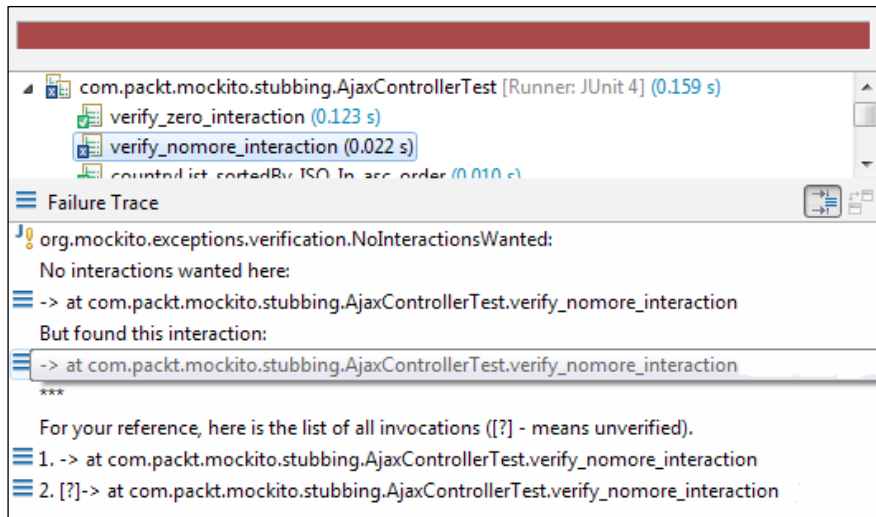 com.packt.mockito.stubbing.AjaxControllerTest [Runner: JUnit 4] (0.159 s)
verify_zero_interaction (0.123 s)
verify_nomore_interaction (0.022 s)
countryList_sortedBy_ISO_In_asc_order (0.010 s)
Failure Trace
org.mockito.exceptions.verification.NoInteractionsWanted:
No interactions wanted here:
-> at com.packt.mockito.stubbing.AjaxControllerTest.verify_nomore_interaction
But found this interaction:
-> at com.packt.mockito.stubbing.AjaxControllerTest.verify_nomore_interaction
***
For your reference, here is the list of all invocations ([?] - means unverified).
1. -> at com.packt.mockito.stubbing.AjaxControllerTest.verify_nomore_interaction
2. [?]-> at com.packt.mockito.stubbing.AjaxControllerTest.verify_nomore_interaction